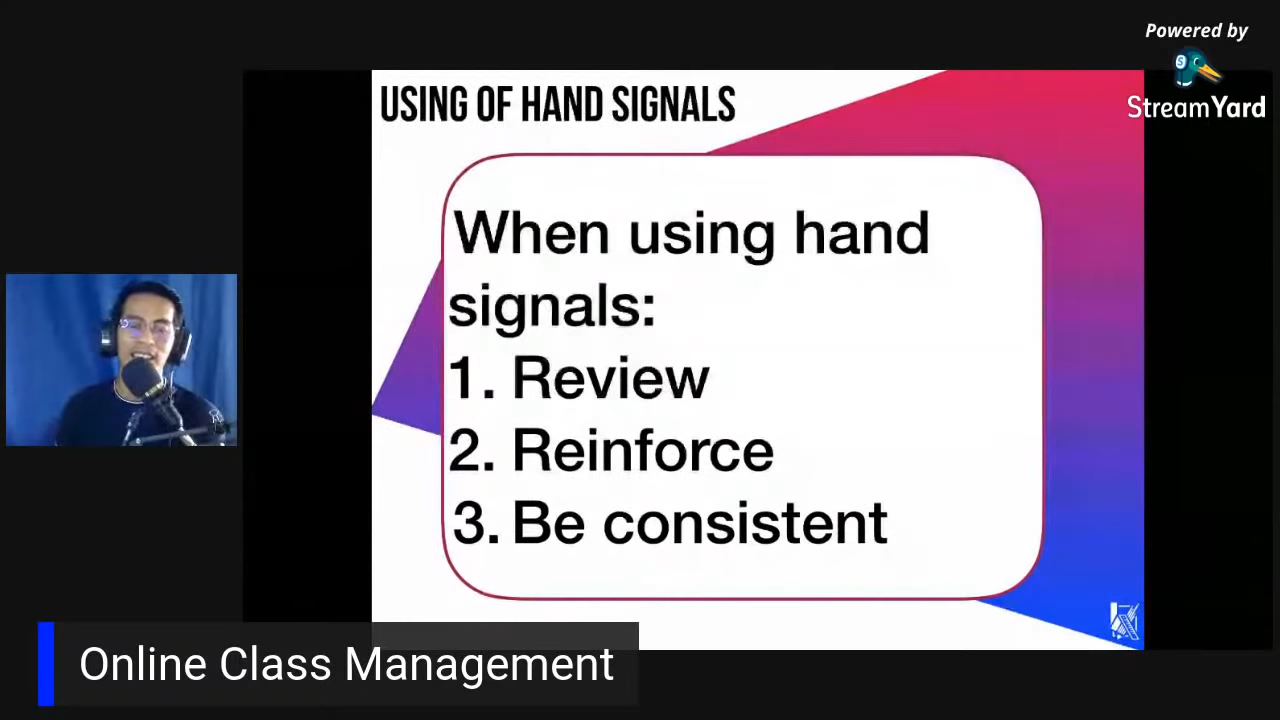 Powered by
StreamYard
USING OF HAND SIGNALS
When using hand
signals:
1. Review
2. Reinforce
3. Be consistent
Online Class Management